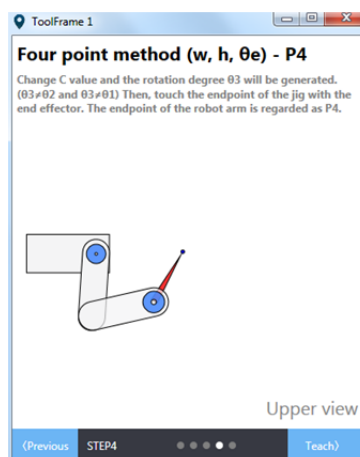 ToolFrame 1
Four point method (w, h, θe) - P4
Change C value and the rotation degree θ3 will be generated.
(θ3≠θ2 and θ3≠θ1) Then, touch the endpoint of the jig with the
end effector. The endpoint of the robot arm is regarded as P4.
Upper view
〈Previous STEP4 Teach〉